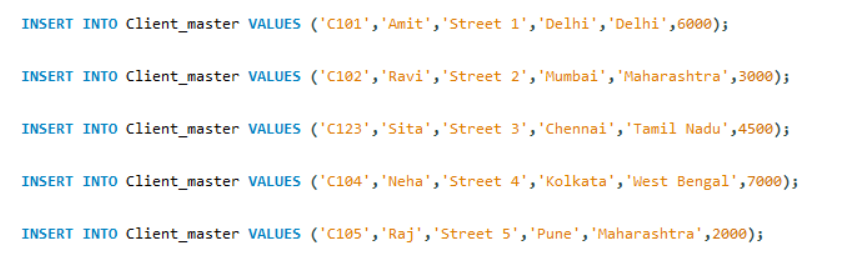 INSERT INTO Client_master VALUES ('C101','Amit','Street 1','Delhi','Delhi',6000);
INSERT INTO Client_master VALUES ('C102','Ravi','Street 2','Mumbai','Maharashtra',3000);
INSERT INTO Client_master VALUES ('C123','Sita','Street 3','Chennai','Tamil Nadu',4500);
INSERT INTO Client_master VALUES ('C104','Neha','Street 4','Kolkata','West Bengal',7000);
INSERT INTO Client_master VALUES ('C105','Raj','Street 5','Pune','Maharashtra',2000);